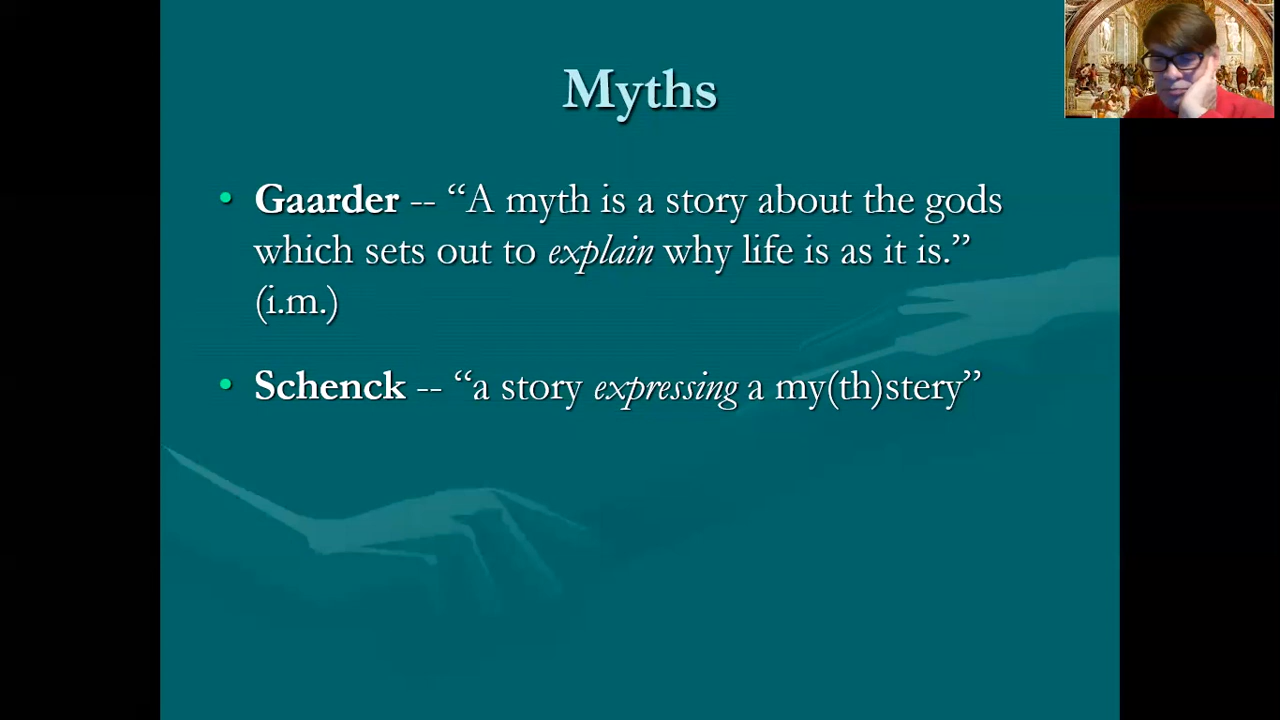 Myths
• Gaarder -- “A myth is a story about the gods
which sets out to explain why life is as it is.”
(i.m.)
• Schenck -- “a story expressing a my(th)stery”